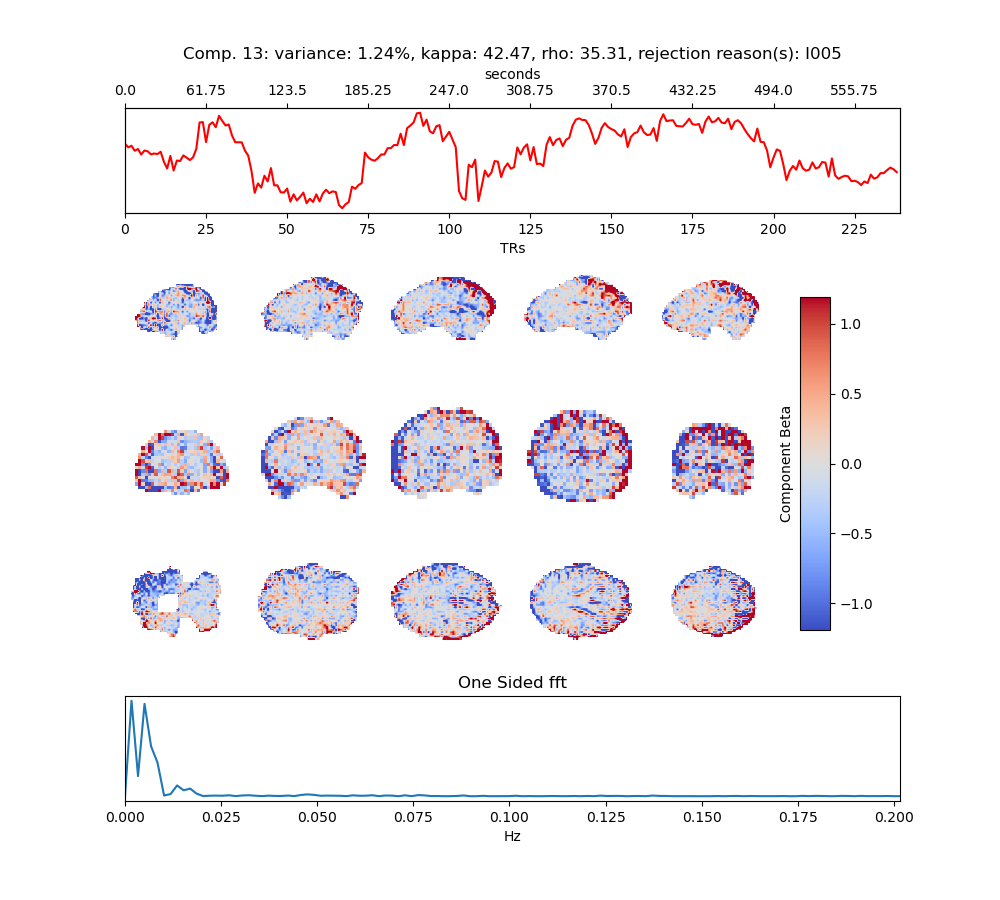 Comp. 13: variance: 1.24%, kappa: 42.47, rho: 35.31, rejection reason(s): I005
seconds
0.0 61.75 123.5 185.25 247.0 308.75 370.5 432.25 494.0 555.75
0 25 50 75 100 125 150 175 200 225
TRs
1.0
0.5
0.0
−0.5
−1.0
Component Beta
One Sided fft
0.000 0.025 0.050 0.075 0.100 0.125 0.150 0.175 0.200
Hz